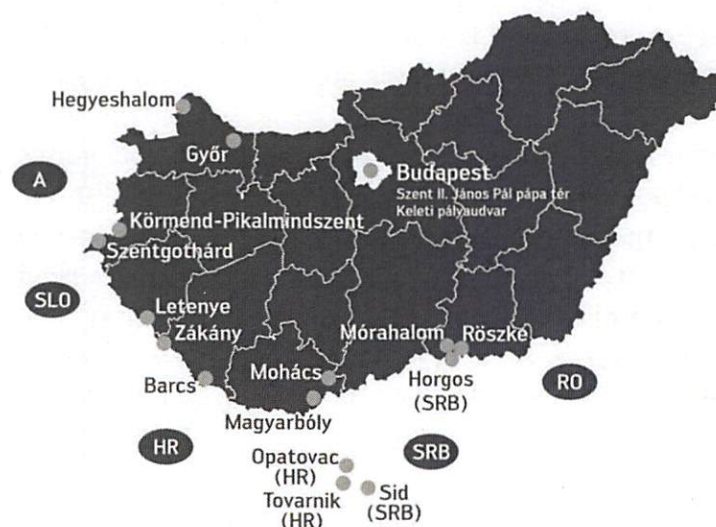 Hegyeshalom
Győr
A
Budapest
Szent II. János Pál pápa tér
Keleti pályaudvar
Körmend-Pikalmindszent
Szentgothárd
SLO
Letenye
Zákány
Mórahalom
Röszke
Barcs
Mohács
Horgos
(SRB)
RO
Magyarbóly
HR
SRB
Opatovac
(HR)
Tovarnik
(HR)
Sid
(SRB)